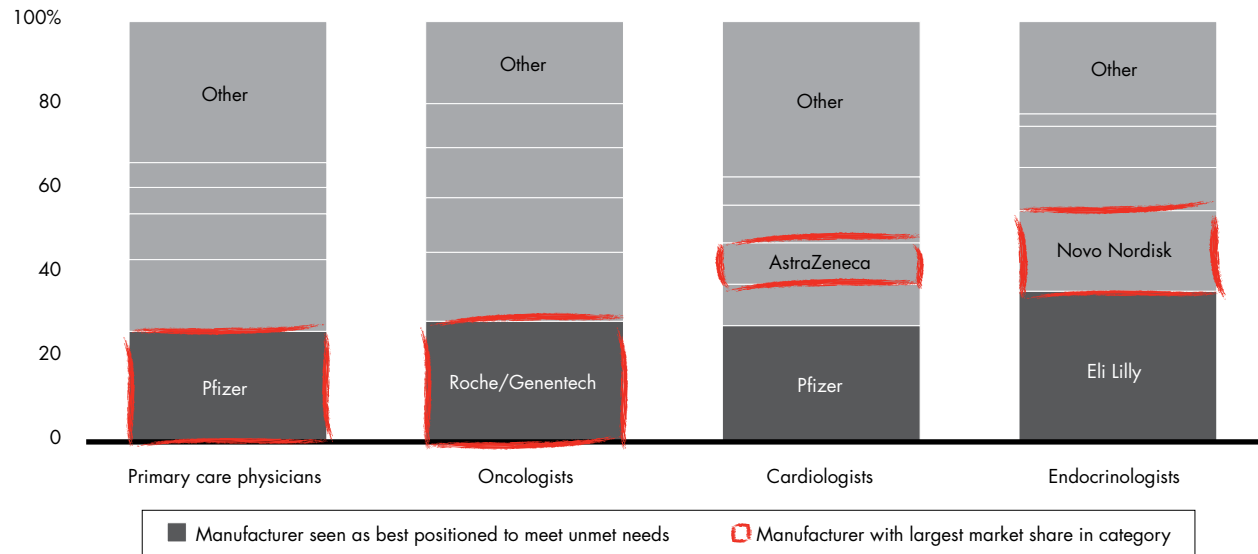 100%
80
60
40
20
0
Other
Pfizer
Other
Roche/Genentech
Other
AstraZeneca
Pfizer
Other
Novo Nordisk
Eli Lilly
Primary care physicians
Oncologists
Cardiologists
Endocrinologists
Manufacturer seen as best positioned to meet unmet needs
Manufacturer with largest market share in category